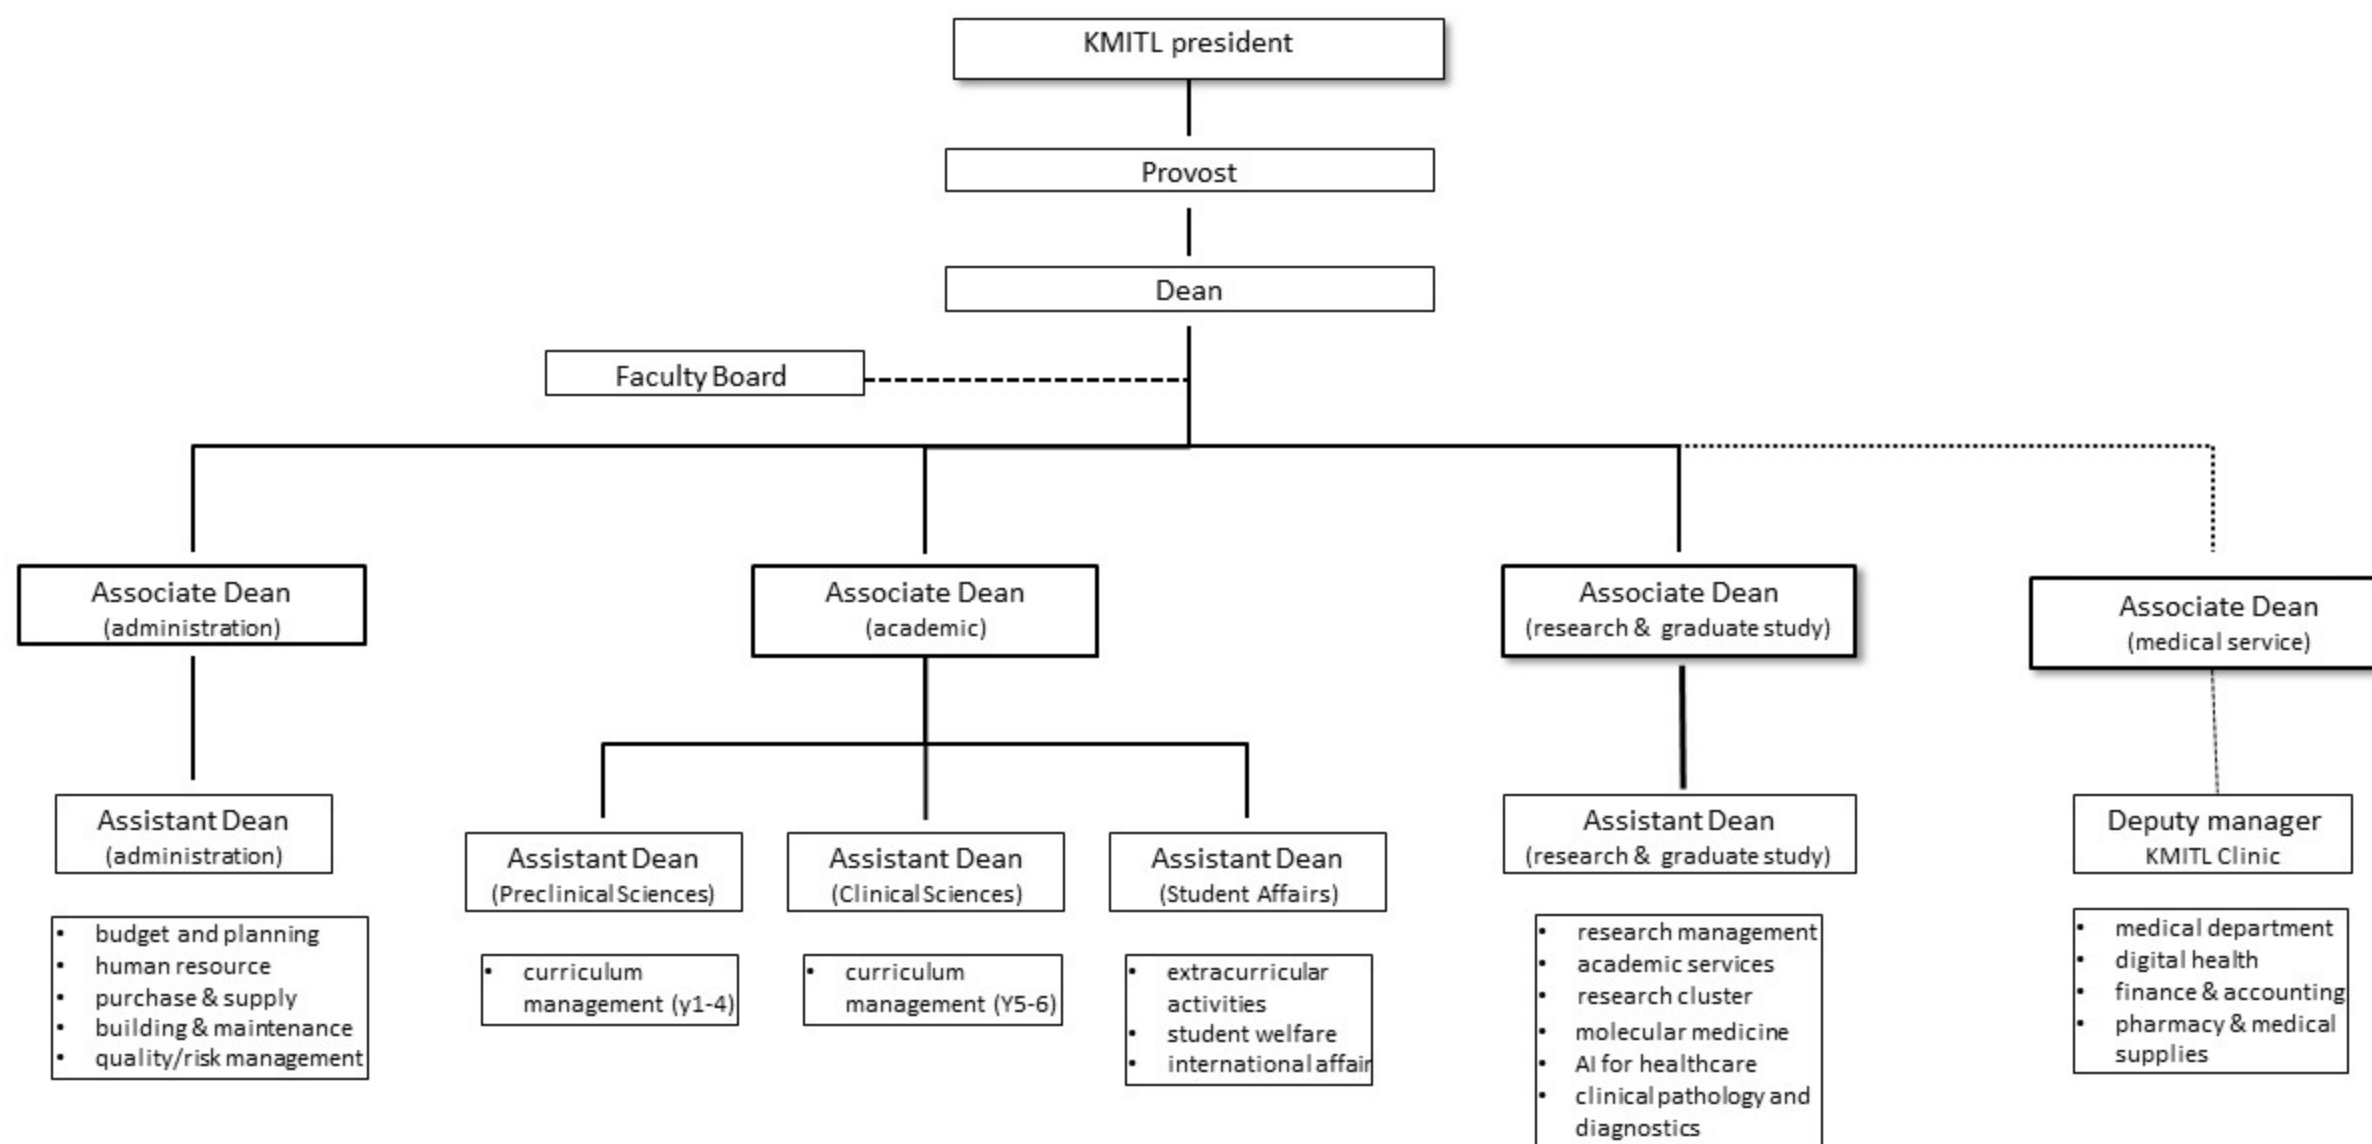 KMITL president
Provost
Dean
Faculty Board
Associate Dean
(administration)
Associate Dean
(academic)
Associate Dean
(research & graduate study)
Associate Dean
(medical service)
Assistant Dean
(administration)
Assistant Dean
(Preclinical Sciences)
Assistant Dean
(Clinical Sciences)
Assistant Dean
(Student Affairs)
Assistant Dean
(research & graduate study)
Deputy manager
KMITL Clinic
• budget and planning
• human resource
• purchase & supply
• building & maintenance
• quality/risk management
• curriculum
management (y1-4)
• curriculum
management (Y5-6)
• extracurricular
activities
• student welfare
• international affair
• research management
• academic services
• research cluster
• molecular medicine
• AI for healthcare
• clinical pathology and
diagnostics
• medical department
• digital health
• finance & accounting
• pharmacy & medical
supplies